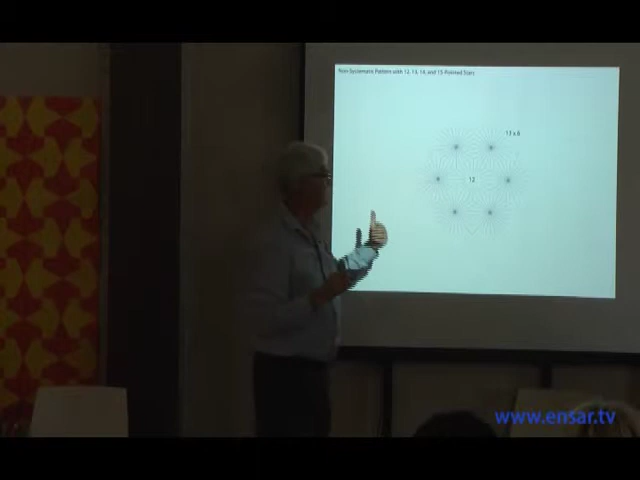 Non-Systematic Pattern with 12, 13, 14, and 15-Pointed Stars
13 x 6
12
www.ensar.tv